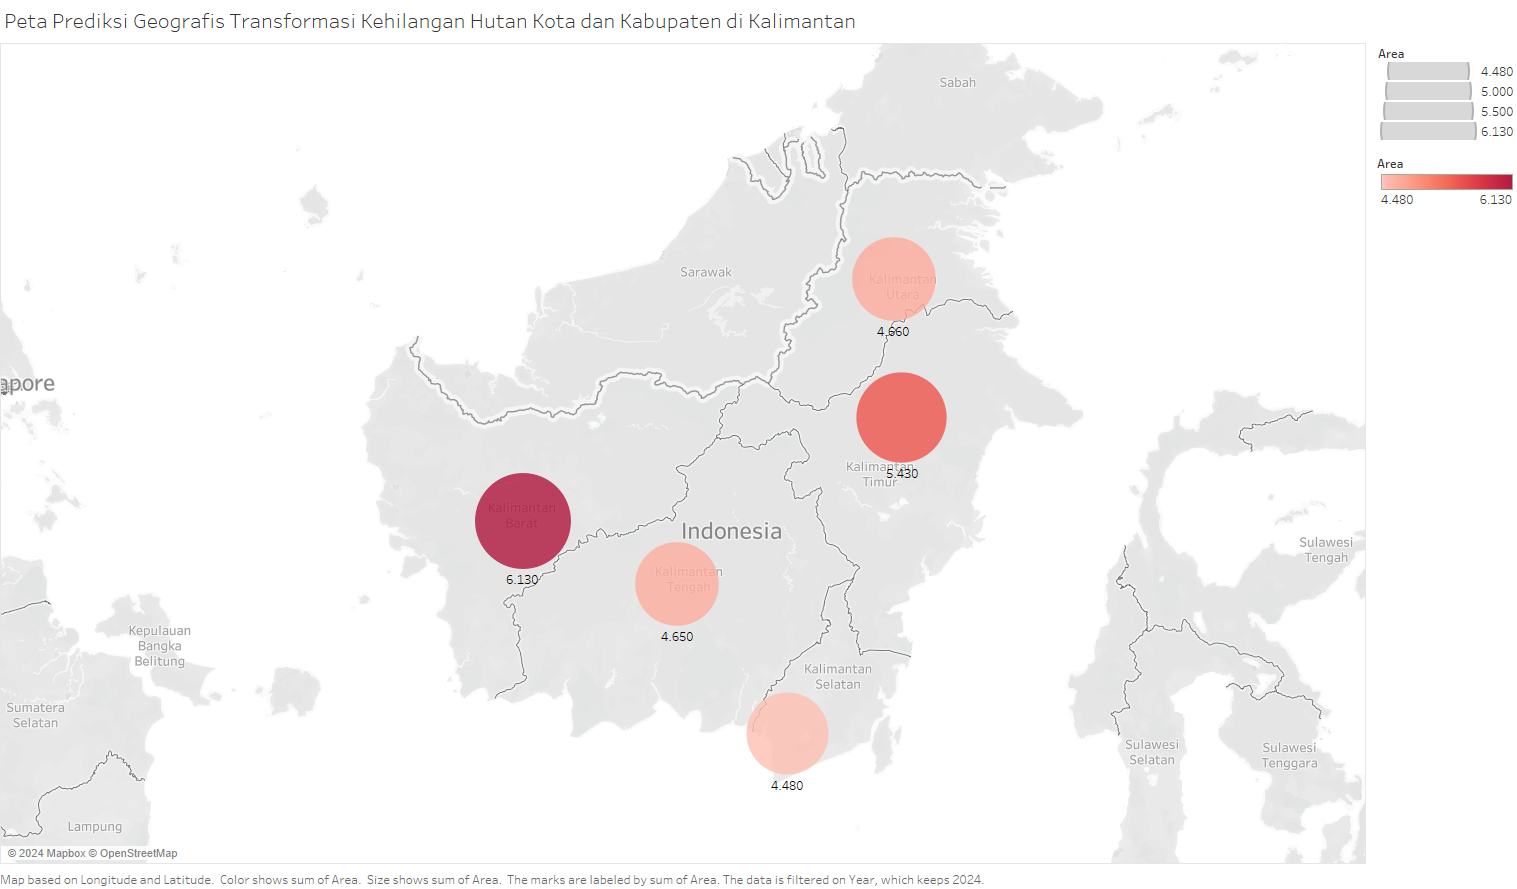 Peta Prediksi Geografis Transformasi Kehilangan Hutan Kota dan Kabupaten di Kalimantan
Area
4.480
5.000
5.500
6.130
Area
4.480
6.130
Sabah
Sarawak
Kalimantan
Utara
4.660
apore
Kalimantan
Timur
5.430
Kalimantan
Barat
6.130
Indonesia
Kalimantan
Tengah
4.650
Sulawesi
Tengah
Kepulauan
Bangka
Belitung
Kalimantan
Selatan
Sumatera
Selatan
4.480
Sulawesi
Selatan
Sulawesi
Tenggara
Lampung
© 2024 Mapbox © OpenStreetMap
Map based on Longitude and Latitude. Color shows sum of Area. Size shows sum of Area. The marks are labeled by sum of Area. The data is filtered on Year, which keeps 2024.